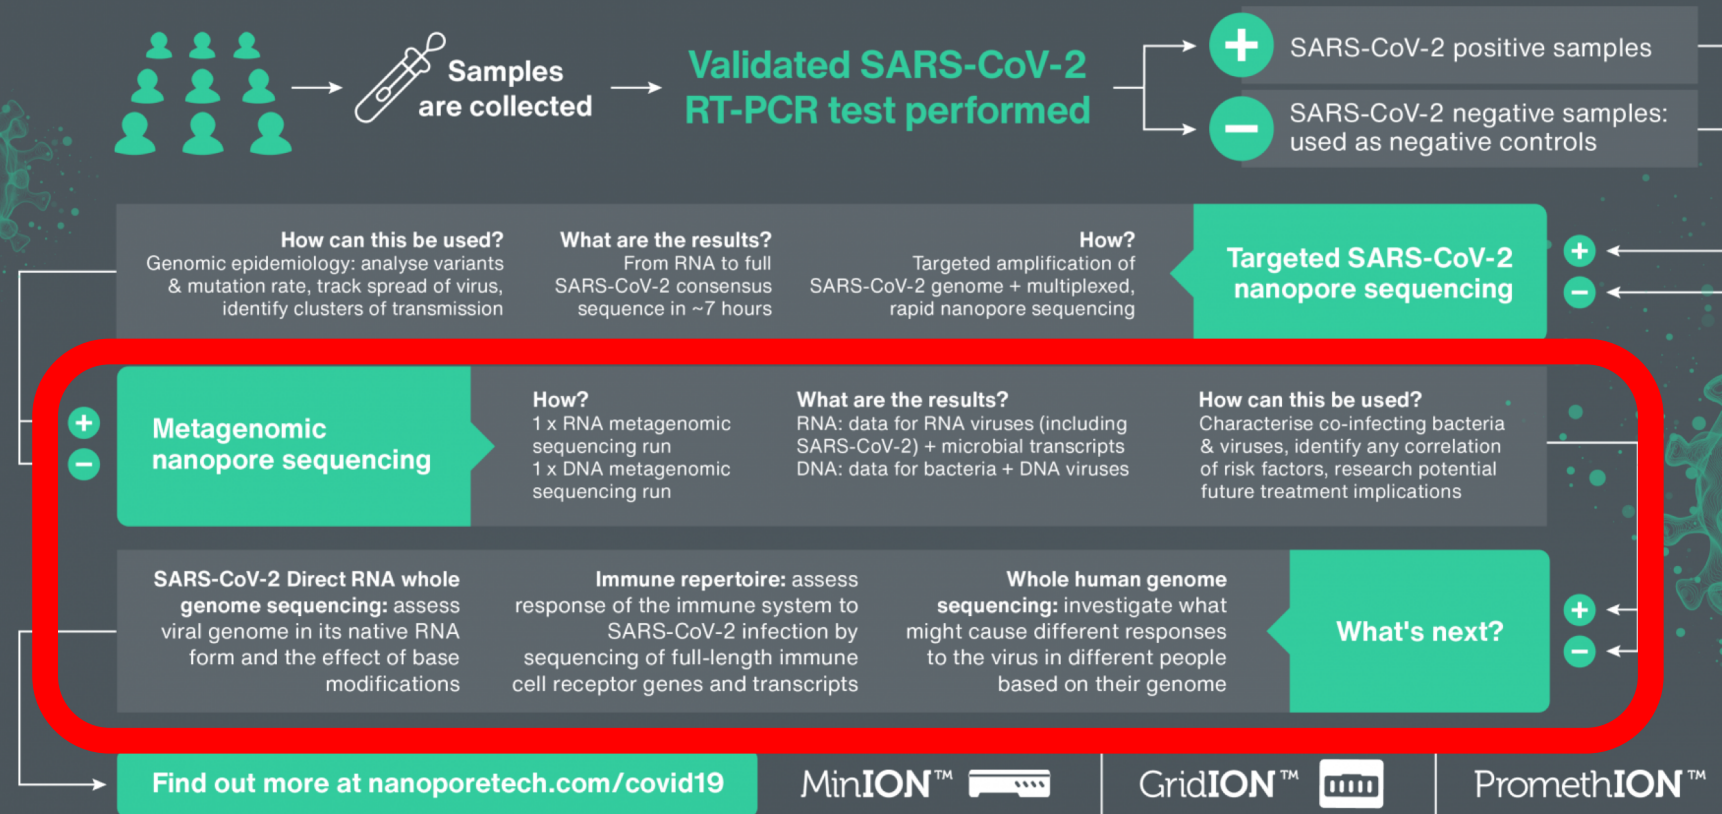 Samples
are collected
Validated SARS-CoV-2
RT-PCR test performed
SARS-CoV-2 positive samples
SARS-CoV-2 negative samples:
used as negative controls
How can this be used?
Genomic epidemiology: analyse variants
& mutation rate, track spread of virus,
identify clusters of transmission
What are the results?
From RNA to full
SARS-CoV-2 consensus
sequence in ~7 hours
How?
Targeted amplification of
SARS-CoV-2 genome + multiplexed,
rapid nanopore sequencing
Targeted SARS-CoV-2
nanopore sequencing
Metagenomic
nanopore sequencing
How?
1 x RNA metagenomic
sequencing run
1 x DNA metagenomic
sequencing run
What are the results?
RNA: data for RNA viruses (including
SARS-CoV-2) + microbial transcripts
DNA: data for bacteria + DNA viruses
How can this be used?
Characterise co-infecting bacteria
& viruses, identify any correlation
of risk factors, research potential
future treatment implications
SARS-CoV-2 Direct RNA whole
genome sequencing: assess
viral genome in its native RNA
form and the effect of base
modifications
Immune repertoire: assess
response of the immune system to
SARS-CoV-2 infection by
sequencing of full-length immune
cell receptor genes and transcripts
Whole human genome
sequencing: investigate what
might cause different responses
to the virus in different people
based on their genome
What's next?
Find out more at nanoporetech.com/covid19
MinION™
GridION™
PromethION™